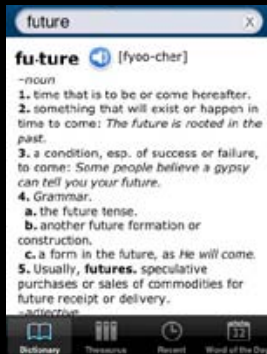 future
fu·ture [fyoo-cher]
–noun
1. time that is to be or come hereafter.
2. something that will exist or happen in
time to come: The future is rooted in the
past.
3. a condition, esp. of success or failure,
to come: Some people believe a gypsy
can tell you your future.
4. Grammar.
a. the future tense.
b. another future formation or
construction.
c. a form in the future, as He will come.
5. Usually, futures. speculative
purchases or sales of commodities for
future receipt or delivery.
–adjective
Dictionary Thesaurus Recent Word of the Day